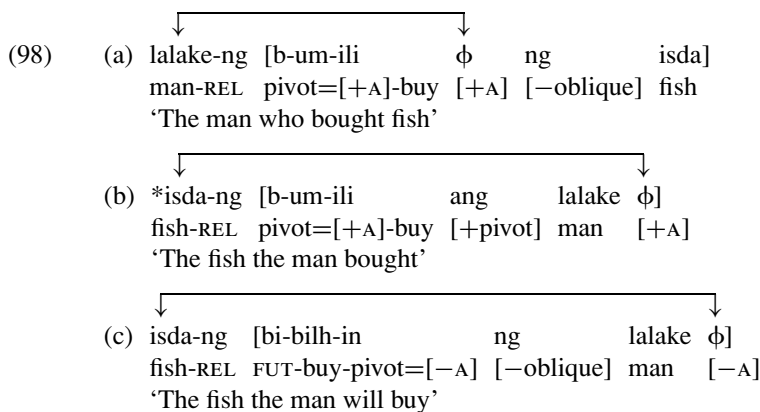 (98) (a) lalake-ng [b-um-ili ϕ ng isda]
man-REL pivot=[+A]-buy [+A] [−oblique] fish
‘The man who bought fish’
(b) *isda-ng [b-um-ili ang lalake ϕ]
fish-REL pivot=[+A]-buy [+pivot] man [+A]
‘The fish the man bought’
(c) isda-ng [bi-bilh-in ng lalake ϕ]
fish-REL FUT-buy-pivot=[−A] [−oblique] man [−A]
‘The fish the man will buy’